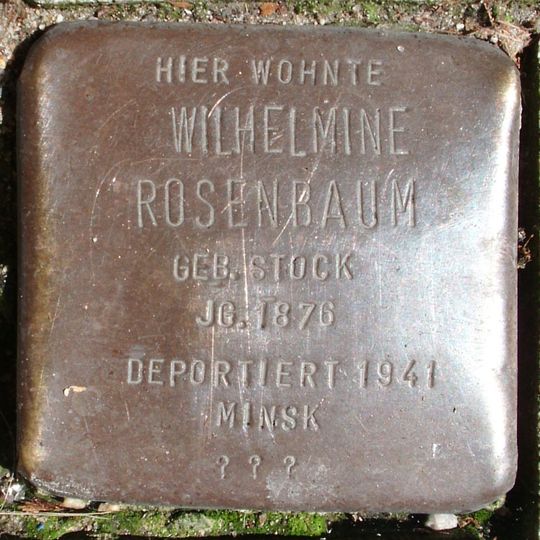 HIER WOHNTE
WILHELMINE
ROSENBAUM
GEB. STOCK
JG. 1876
DEPORTIERT 1941
MINSK
? ? ?